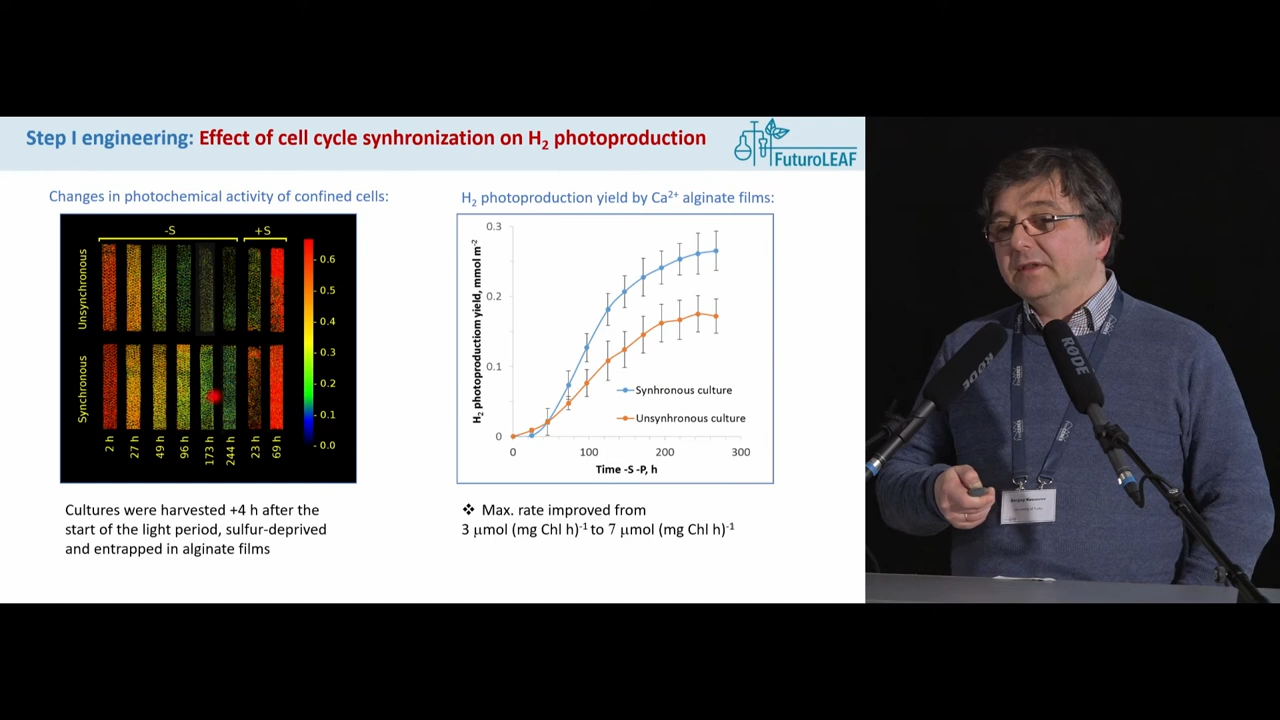 Step I engineering: Effect of cell cycle synhronization on H₂ photoproduction
FuturoLEAF
Changes in photochemical activity of confined cells:
-S
+S
Unsynchronous
Synchronous
0.6
0.5
0.4
0.3
0.2
0.1
0.0
2 h
27 h
49 h
96 h
173 h
244 h
23 h
69 h
Cultures were harvested +4 h after the
start of the light period, sulfur-deprived
and entrapped in alginate films
H₂ photoproduction yield by Ca²⁺ alginate films:
H₂ photoproductiom yield, mmol m⁻²
0.3
0.2
0.1
0
0
100
200
300
Time -S -P, h
Synhronous culture
Unsynhronous culture
❖ Max. rate improved from
3 μmol (mg Chl h)⁻¹ to 7 μmol (mg Chl h)⁻¹
RØDE
RØDE